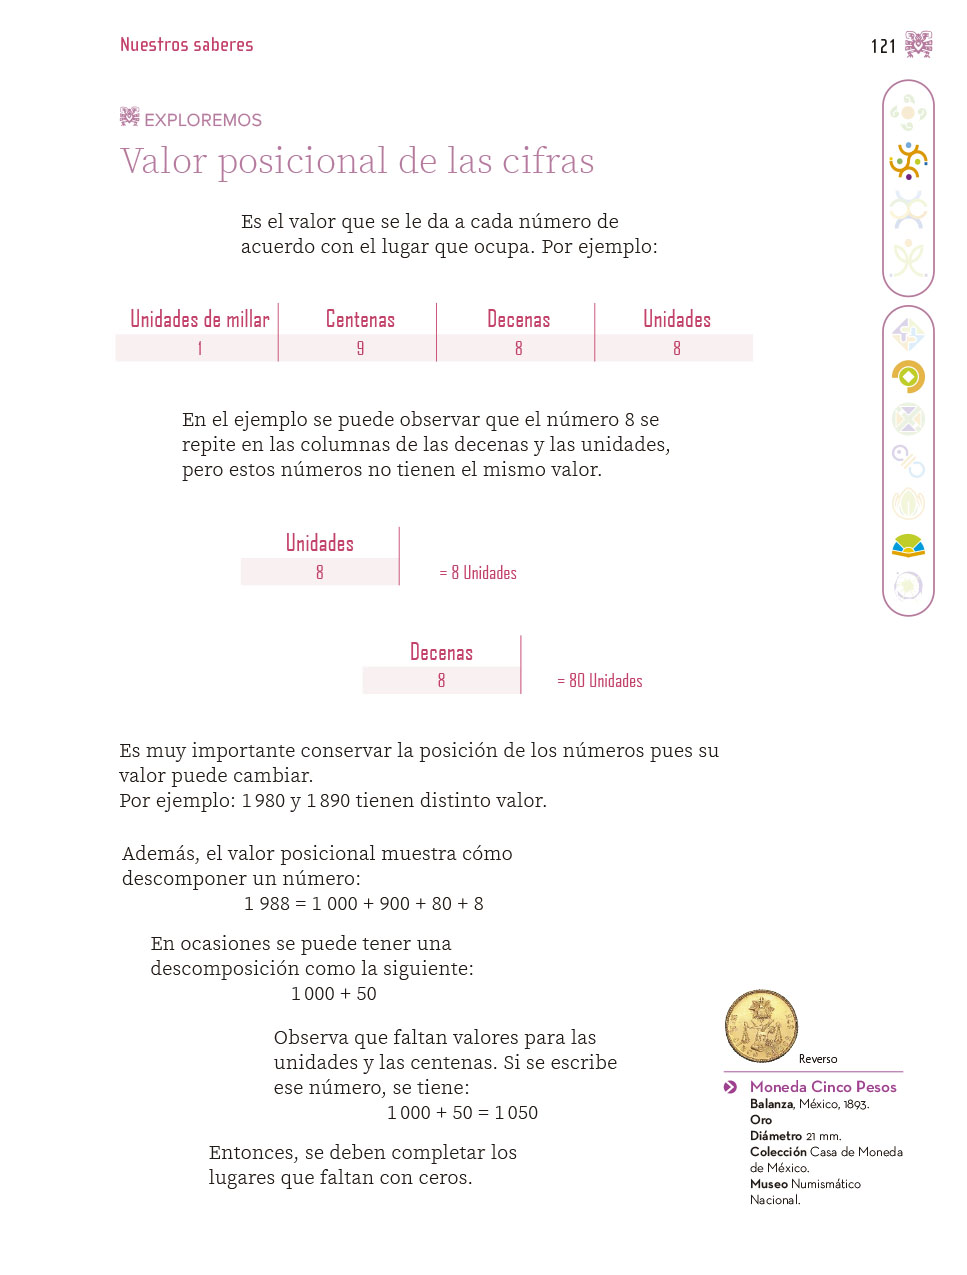 Nuestros saberes
121
EXPLOREMOS
Valor posicional de las cifras
Es el valor que se le da a cada número de
acuerdo con el lugar que ocupa. Por ejemplo:
Unidades de millar Centenas Decenas Unidades
1 9 8 8
En el ejemplo se puede observar que el número 8 se
repite en las columnas de las decenas y las unidades,
pero estos números no tienen el mismo valor.
Unidades
8 = 8 Unidades
Decenas
8 = 80 Unidades
Es muy importante conservar la posición de los números pues su
valor puede cambiar.
Por ejemplo: 1 980 y 1 890 tienen distinto valor.
Además, el valor posicional muestra cómo
descomponer un número:
1 988 = 1 000 + 900 + 80 + 8
En ocasiones se puede tener una
descomposición como la siguiente:
1 000 + 50
Observa que faltan valores para las
unidades y las centenas. Si se escribe
ese número, se tiene:
1 000 + 50 = 1 050
Entonces, se deben completar los
lugares que faltan con ceros.
Reverso
Moneda Cinco Pesos
Balanza, México, 1893.
Oro
Diámetro 21 mm.
Colección Casa de Moneda
de México.
Museo Numismático
Nacional.